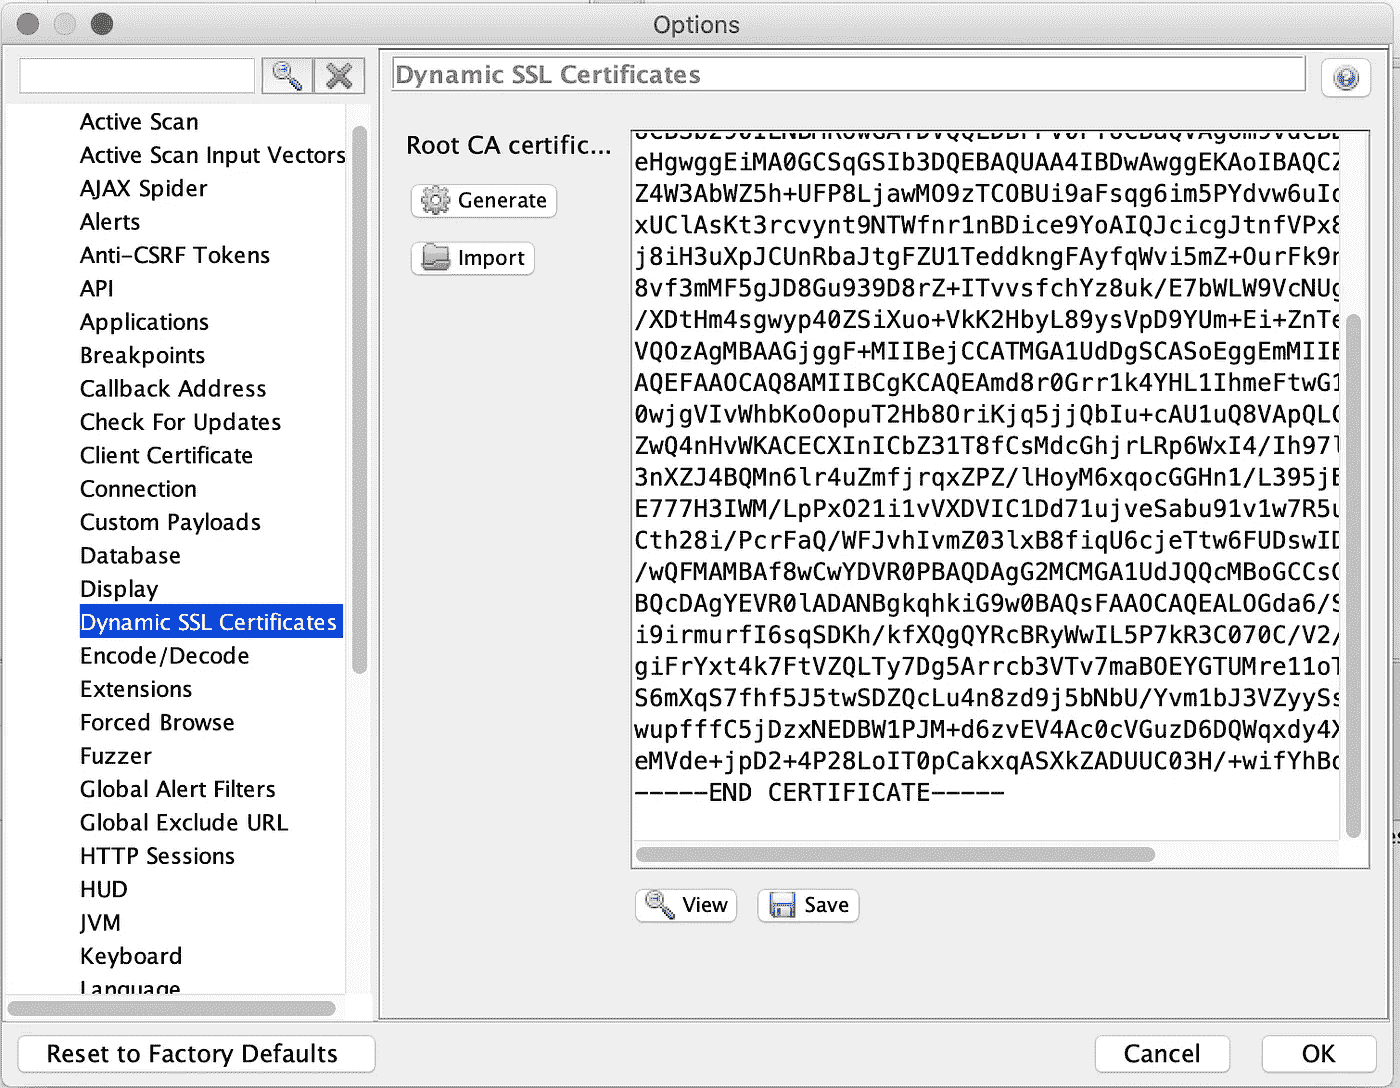 Options
Dynamic SSL Certificates
Active Scan
Active Scan Input Vectors
AJAX Spider
Alerts
Anti-CSRF Tokens
API
Applications
Breakpoints
Callback Address
Check For Updates
Client Certificate
Connection
Custom Payloads
Database
Display
Dynamic SSL Certificates
Encode/Decode
Extensions
Forced Browse
Fuzzer
Global Alert Filters
Global Exclude URL
HTTP Sessions
HUD
JVM
Keyboard
Language
Root CA certific...
Generate
Import
eHgwggEiMA0GCSqGSIb3DQEBAQUAA4IBDwAwggEKAoIBAQCZ
Z4W3AbWZ5h+UFP8LjawMO9zTCOBUi9aFsqg6im5PYdvw6uIo
xUClAsKt3rcvynt9NTWfnr1nBDice9YoAIQJcicgJtnfVPx8
j8iH3uXpJCUnRbaJtgFZU1TeddkngFAyfqWvi5mZ+OurFk9r
8vf3mMF5gJD8Gu939D8rZ+ITvvsfchYz8uk/E7bWLW9VcNUg
/XDtHm4sgwyp40ZSiXuo+VkK2HbyL89ysVpD9YUm+Ei+ZnTe
VQOzAgMBAAGjggF+MIIBejCCATMGA1UdDgSCASoEggEmMIIB
AQEFAAOCAQ8AMIIBCgKCAQEAmd8r0Grr1k4YHL1IhmeFtwG1
0wjgVIvWhbKoOopuT2Hb8OriKjq5jjQbIu+cAU1uQ8VApQLC
ZwQ4nHvWKACECXInICbZ31T8fCsMdcGhjrLRp6WxI4/Ih97l
3nXZJ4BQMn6lr4uZmfjrqxZPZ/lHoyM6xqocGGHn1/L395jB
E777H3IWM/LpPxO21i1vVXDVIC1Dd71ujveSabu91v1w7R5u
Cth28i/PcrFaQ/WFJvhIvmZ03lxB8fiqU6cjeTtw6FUDswID
/wQFMAMBAf8wCwYDVR0PBAQDAgG2MCMGA1UdJQQcMBoGCCsG
BQcDAgYEVR0lADANBgkqhkiG9w0BAQsFAAOCAQEALOGda6/S
i9irmurfI6sqSDKh/kfXQgQYRcBRyWwIL5P7kR3C070C/V2/
giFrYxt4k7FtVZQLTy7Dg5Arrcb3VTv7maBOEYGTUMre11oT
S6mXqS7fhf5J5twSDZQcLu4n8zd9j5bNbU/Yvm1bJ3VZyySs
wupfffC5jDzxNEDBW1PJM+d6zvEV4Ac0cVGuzD6DQWqxdy4X
eMVde+jpD2+4P28LoIT0pCakxqASXkZADUUC03H/+wifYhBo
-----END CERTIFICATE-----
View
Save
Reset to Factory Defaults
Cancel
OK